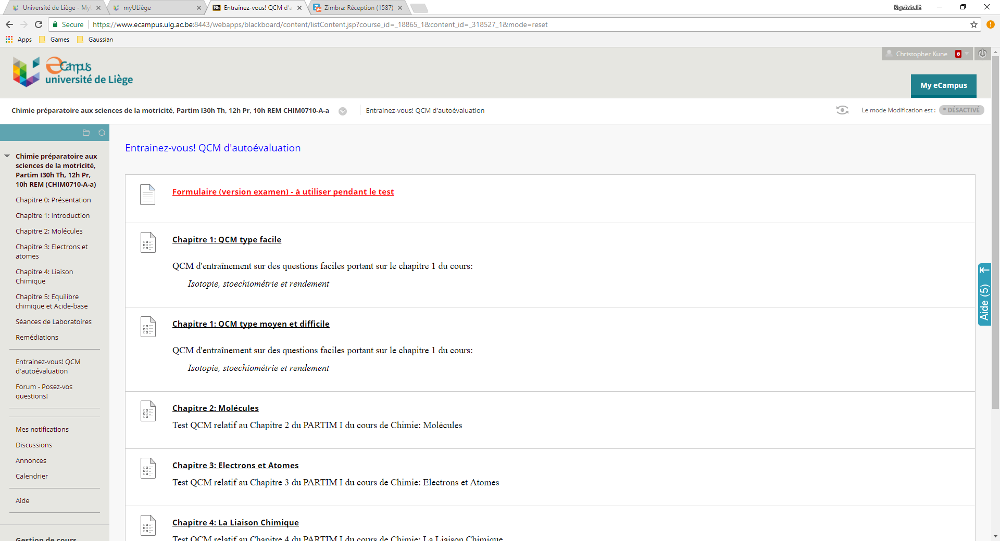 Université de Liège - My
myULiège
Entrainez-vous! QCM d'a
Zimbra: Réception (1587)
Krystoballt
Secure
https://www.ecampus.ulg.ac.be:8443/webapps/blackboard/content/listContent.jsp?course_id=_18865_1&content_id=_318527_1&mode=reset
Apps
Games
Gaussian
eCampus
université de Liège
Christopher Kune
6
My eCampus
Chimie préparatoire aux sciences de la motricité, Partim I30h Th, 12h Pr, 10h REM CHIM0710-A-a
Entrainez-vous! QCM d'autoévaluation
Le mode Modification est :
DÉSACTIVÉ
Chimie préparatoire aux
sciences de la motricité,
Partim I30h Th, 12h Pr,
10h REM (CHIM0710-A-a)
Chapitre 0: Présentation
Chapitre 1: Introduction
Chapitre 2: Molécules
Chapitre 3: Electrons et
atomes
Chapitre 4: Liaison
Chimique
Chapitre 5: Equilibre
chimique et Acide-base
Séances de Laboratoires
Remédiations
Entrainez-vous! QCM
d'autoévaluation
Forum - Posez-vos
questions!
Mes notifications
Discussions
Annonces
Calendrier
Aide
Gestion de cours
Entrainez-vous! QCM d'autoévaluation
Formulaire (version examen) - à utiliser pendant le test
Chapitre 1: QCM type facile
QCM d'entraînement sur des questions faciles portant sur le chapitre 1 du cours:
Isotopie, stoechiométrie et rendement
Chapitre 1: QCM type moyen et difficile
QCM d'entraînement sur des questions faciles portant sur le chapitre 1 du cours:
Isotopie, stoechiométrie et rendement
Chapitre 2: Molécules
Test QCM relatif au Chapitre 2 du PARTIM I du cours de Chimie: Molécules
Chapitre 3: Electrons et Atomes
Test QCM relatif au Chapitre 3 du PARTIM I du cours de Chimie: Electrons et Atomes
Chapitre 4: La Liaison Chimique
Test QCM relatif au Chapitre 4 du PARTIM I du cours de Chimie: La Liaison Chimique
Aide (5)